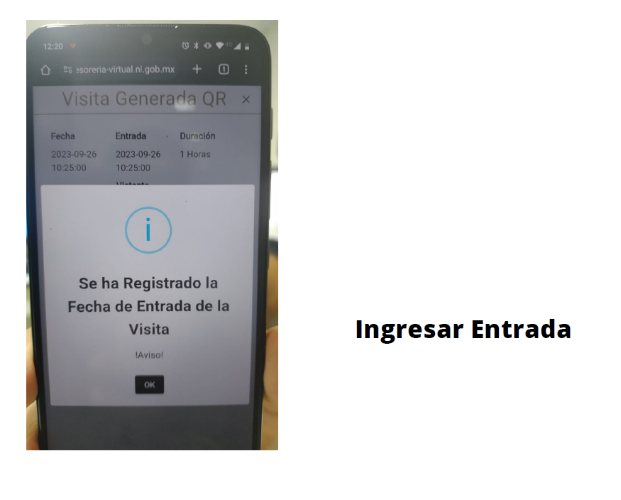 12:20
esoreria-virtual.nl.gob.mx
1
Visita Generada QR ×
Fecha Entrada Duración
2023-09-26 2023-09-26 1 Horas
10:25:00 10:25:00
i
Se ha Registrado la
Fecha de Entrada de la
Visita
!Aviso!
OK
Ingresar Entrada